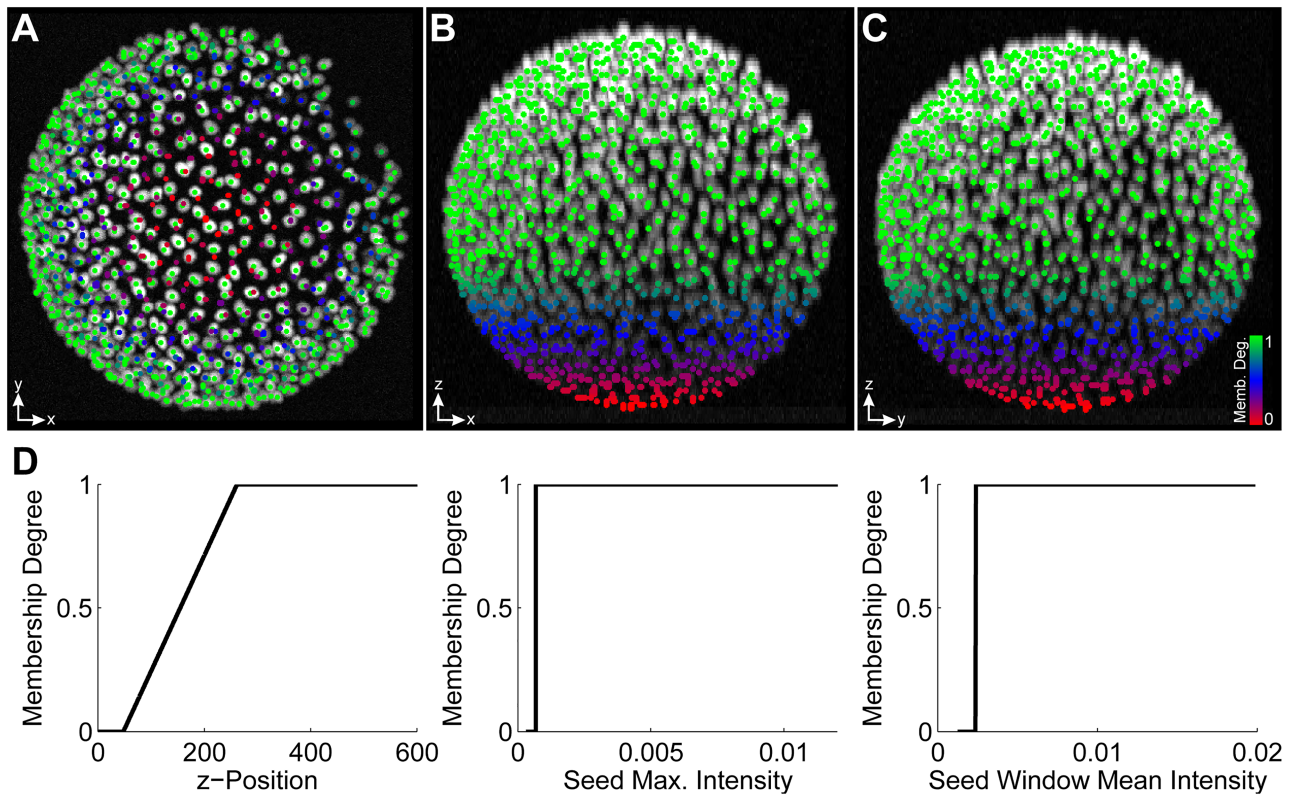 A
B
C
y
x
z
x
z
y
Memb. Deg.
1
0
D
Membership Degree
1
0.5
0
0
200
400
600
z−Position
Membership Degree
1
0.5
0
0
0.005
0.01
Seed Max. Intensity
Membership Degree
1
0.5
0
0
0.01
0.02
Seed Window Mean Intensity